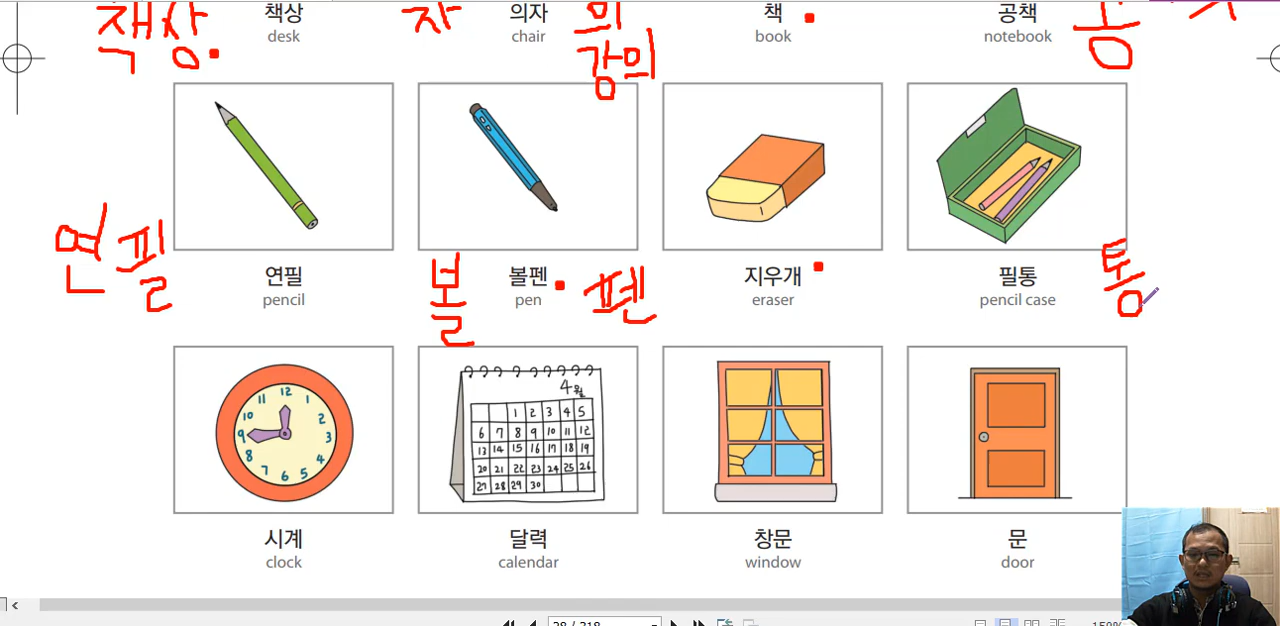 책상 의자 책 공책
desk chair book notebook
책상 자 의 공
강의
12
11 1
10 2
9 3
8 4
7 6 5
연필 볼펜 지우개 필통
pencil pen eraser pencil case
연필 볼 펜 통
4월
1 2 3 4 5
6 7 8 9 10 11 12
13 14 15 16 17 18 19
20 21 22 23 24 25 26
27 28 29 30
시계 달력 창문 문
clock calendar window door
28 / 218
150%